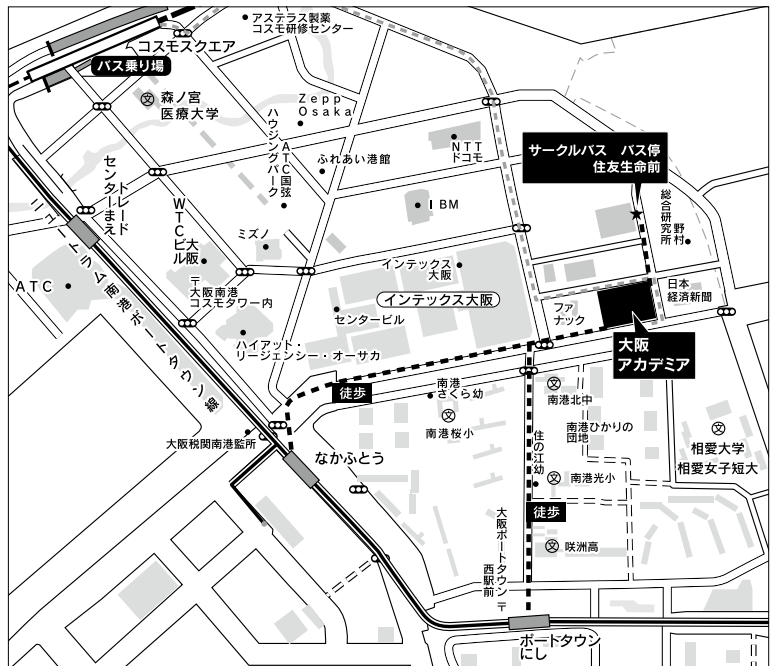 アステラス製薬
コスモ研修センター
コスモスクエア
バス乗り場
文
森ノ宮
医療大学
Zepp
Osaka
ハウジングパーク
ATC国弦
ふれあい港館
NTT
ドコモ
サークルバス バス停
住友生命前
野村
総合研究所
トレード
センターまえ
WTCビル大阪
ミズノ
IBM
インテックス
大阪
インテックス大阪
〒
大阪南港
コスモタワー内
センタービル
ATC
ニュートラム南港ポートタウン線
ハイアット・
リージェンシー・オーサカ
ファ
ナック
日本
経済新聞
大阪
アカデミア
徒歩
南港
さくら幼
文
南港桜小
文
南港北中
南港ひかりの
団地
文
相愛大学
相愛女子短大
大阪税関南港監所
なかふとう
住の江幼
文
南港光小
徒歩
文
咲洲高
大阪ポートタウン
西駅前
〒
ポートタウン
にし